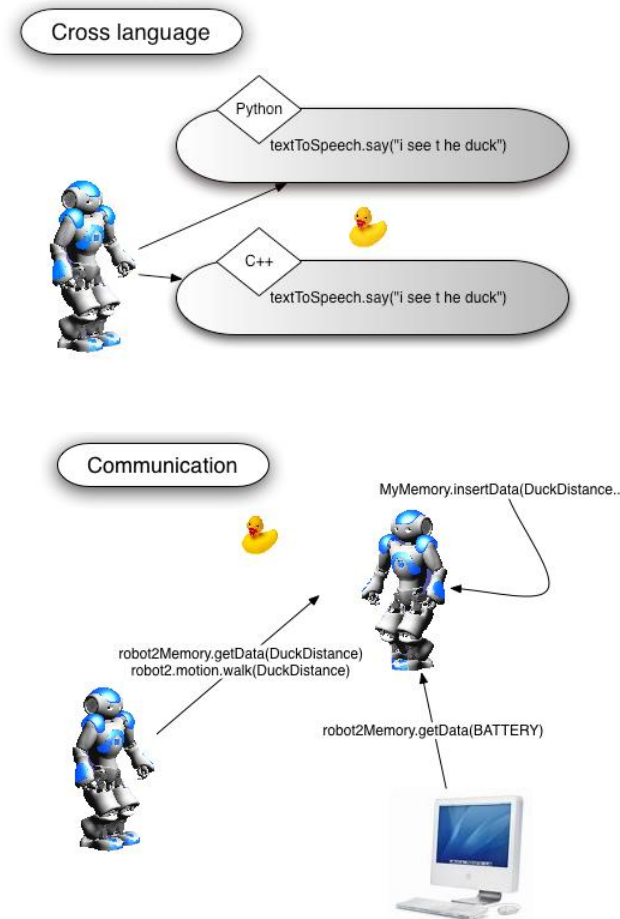 Cross language
Python
textToSpeech.say("i see t he duck")
C++
textToSpeech.say("i see t he duck")
Communication
MyMemory.insertData(DuckDistance..
robot2Memory.getData(DuckDistance)
robot2.motion.walk(DuckDistance)
robot2Memory.getData(BATTERY)